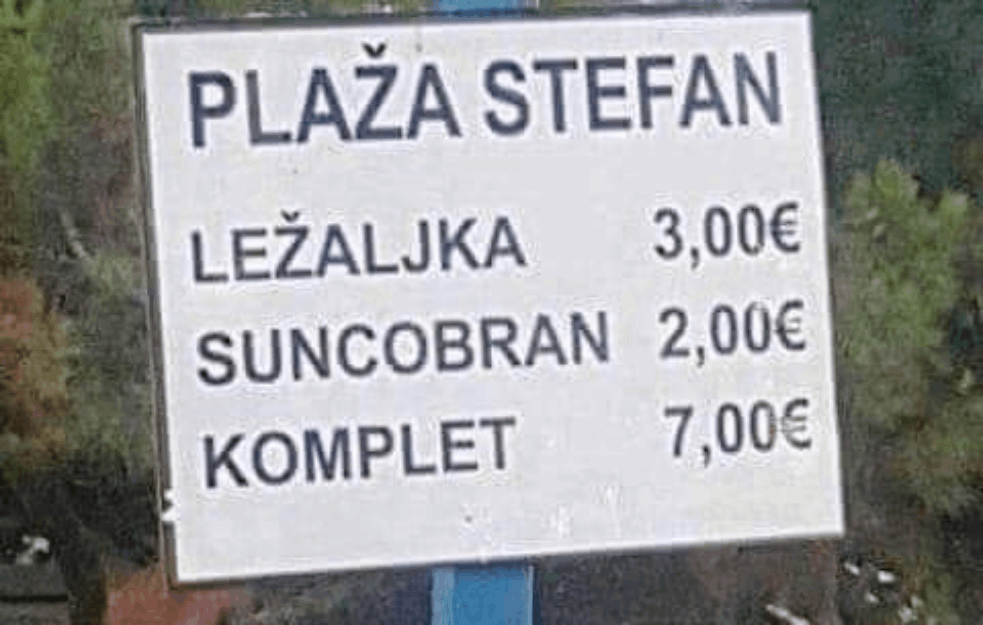 PLAŽA STEFAN
LEŽALJKA 3,00€
SUNCOBRAN 2,00€
KOMPLET 7,00€